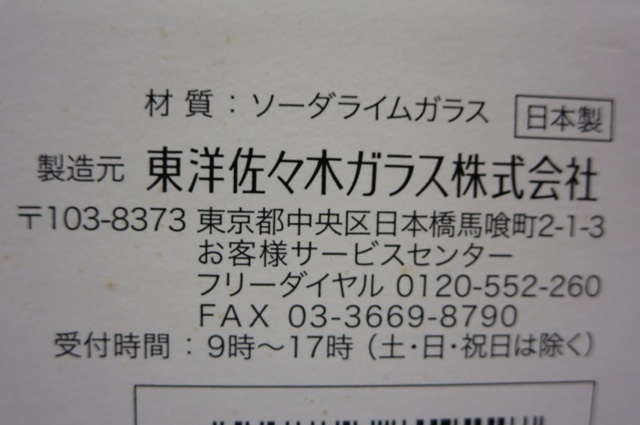 材質：ソーダライムガラス 日本製
製造元 東洋佐々木ガラス株式会社
〒103-8373 東京都中央区日本橋馬喰町2-1-3
お客様サービスセンター
フリーダイヤル 0120-552-260
FAX 03-3669-8790
受付時間：9時〜17時（土・日・祝日は除く）